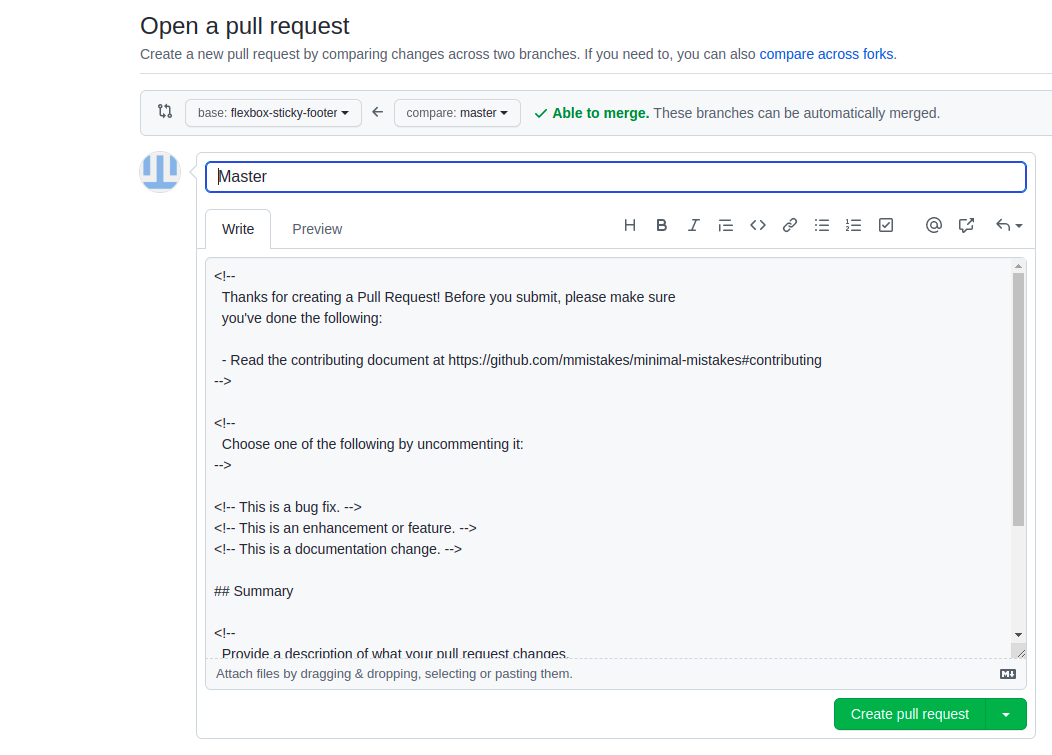 Open a pull request
Create a new pull request by comparing changes across two branches. If you need to, you can also compare across forks.
base: flexbox-sticky-footer
compare: master
Able to merge. These branches can be automatically merged.
Master
Write
Preview
<!--
Thanks for creating a Pull Request! Before you submit, please make sure
you've done the following:
- Read the contributing document at https://github.com/mmistakes/minimal-mistakes#contributing
-->
<!--
Choose one of the following by uncommenting it:
-->
<!-- This is a bug fix. -->
<!-- This is an enhancement or feature. -->
<!-- This is a documentation change. -->
## Summary
<!--
Provide a description of what your pull request changes.
Attach files by dragging & dropping, selecting or pasting them.
Create pull request